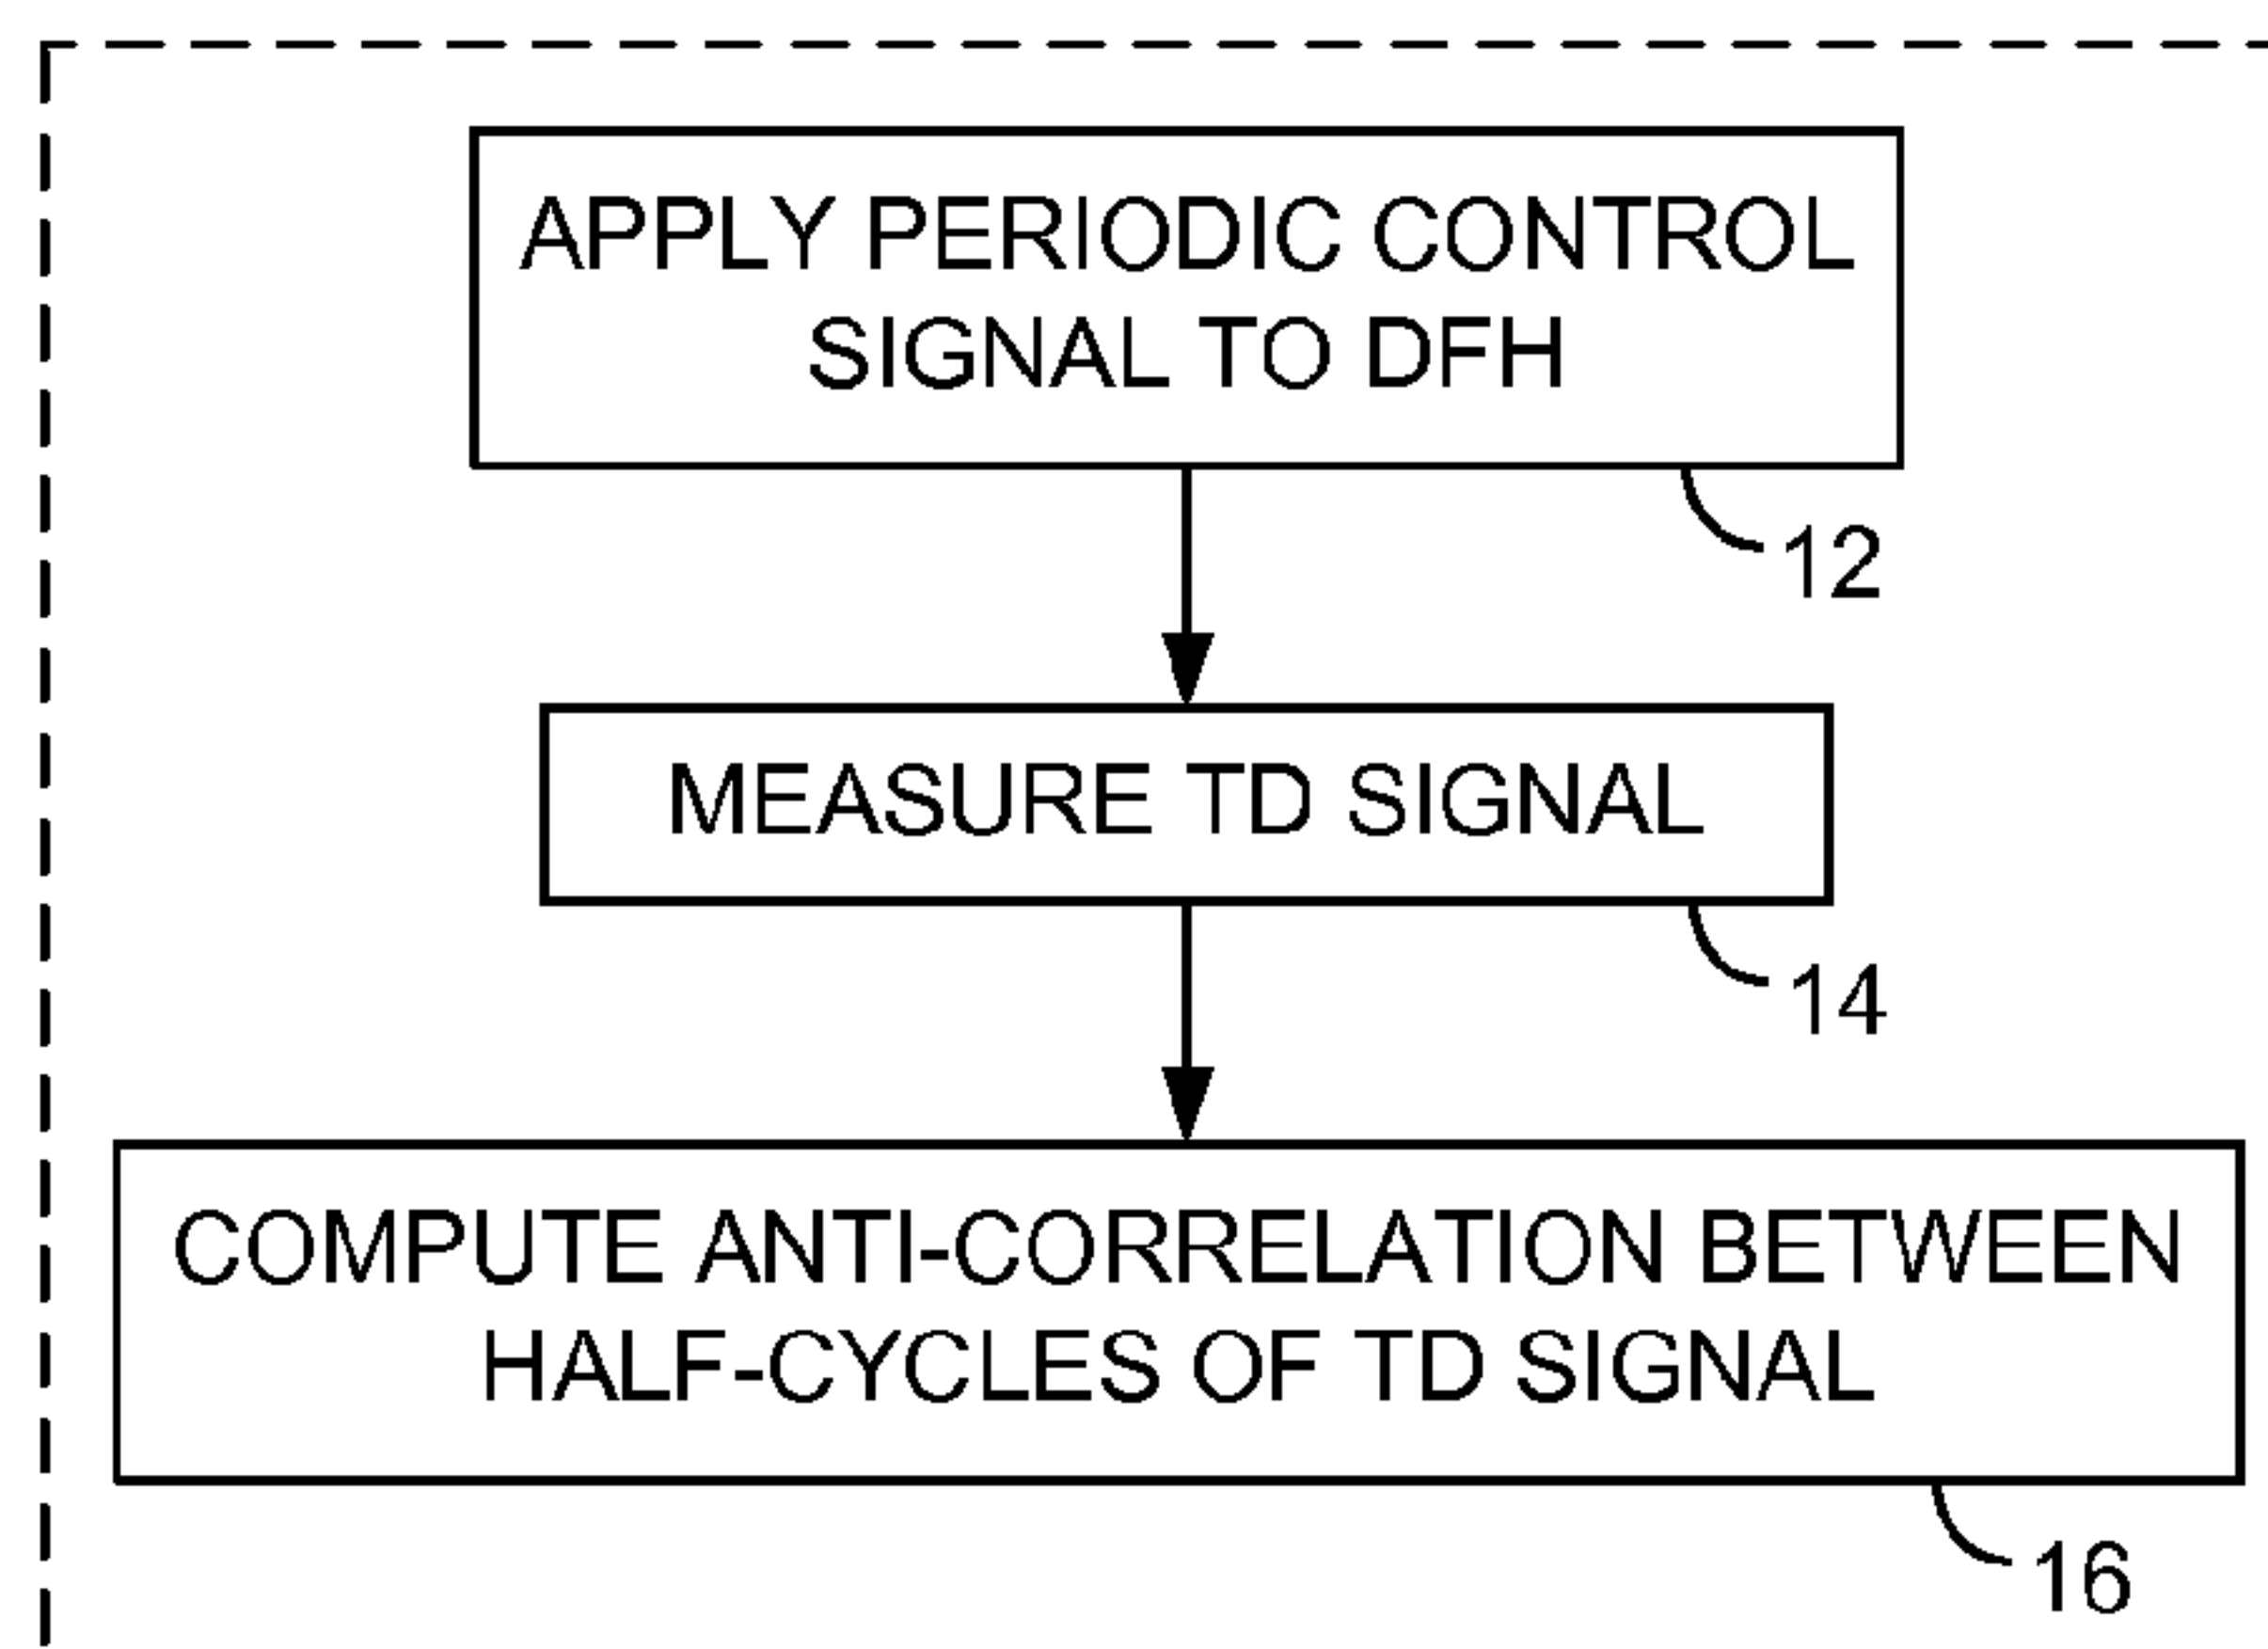 APPLY PERIODIC CONTROL
SIGNAL TO DFH
12
MEASURE TD SIGNAL
14
COMPUTE ANTI-CORRELATION BETWEEN
HALF-CYCLES OF TD SIGNAL
16